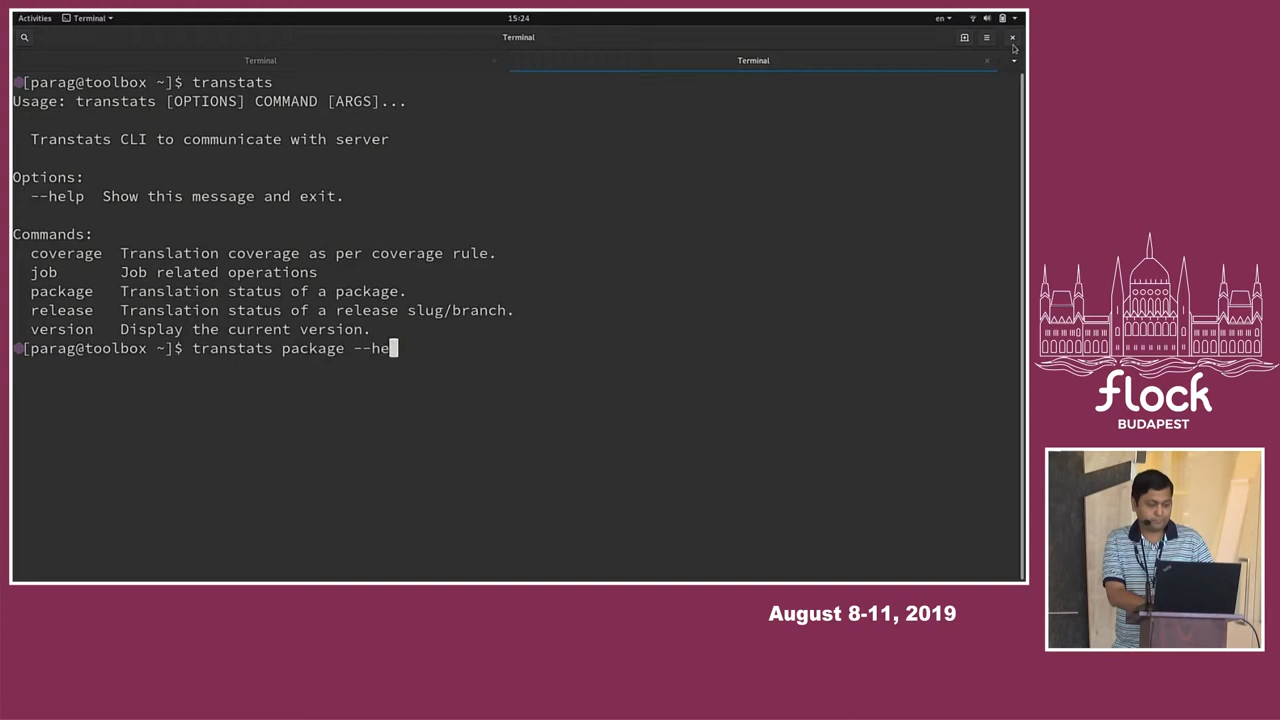 Activities Terminal 15:24 en
Terminal
Terminal Terminal
[parag@toolbox ~]$ transtats
Usage: transtats [OPTIONS] COMMAND [ARGS]...
Transtats CLI to communicate with server
Options:
--help Show this message and exit.
Commands:
coverage Translation coverage as per coverage rule.
job Job related operations
package Translation status of a package.
release Translation status of a release slug/branch.
version Display the current version.
[parag@toolbox ~]$ transtats package --he
flock
BUDAPEST
August 8-11, 2019